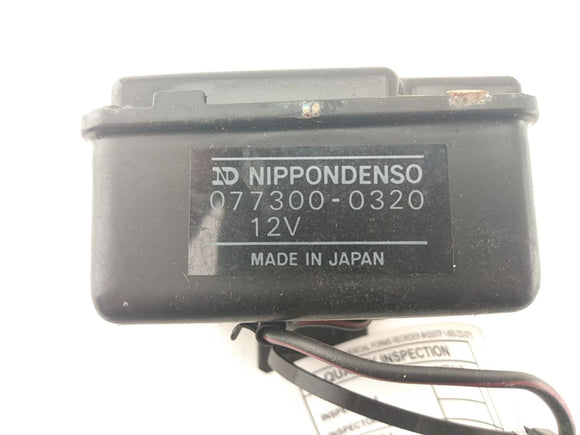 ND NIPPONDENSO
077300-0320
12V
MADE IN JAPAN
INSPECTION